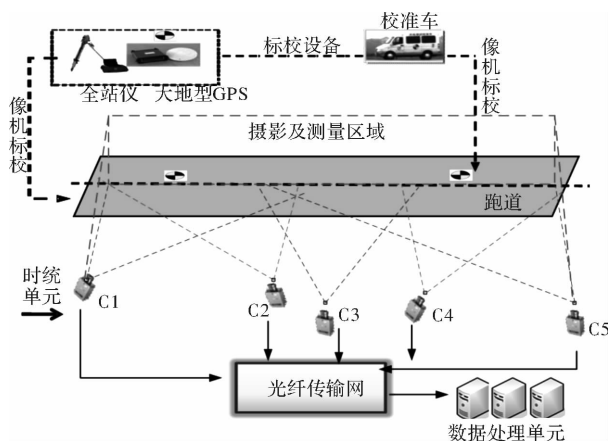 校准车
标校设备
全站仪 大地型GPS
像机标校
像机标校
摄影及测量区域
跑道
时统
单元
C1
C2
C3
C4
C5
光纤传输网
数据处理单元